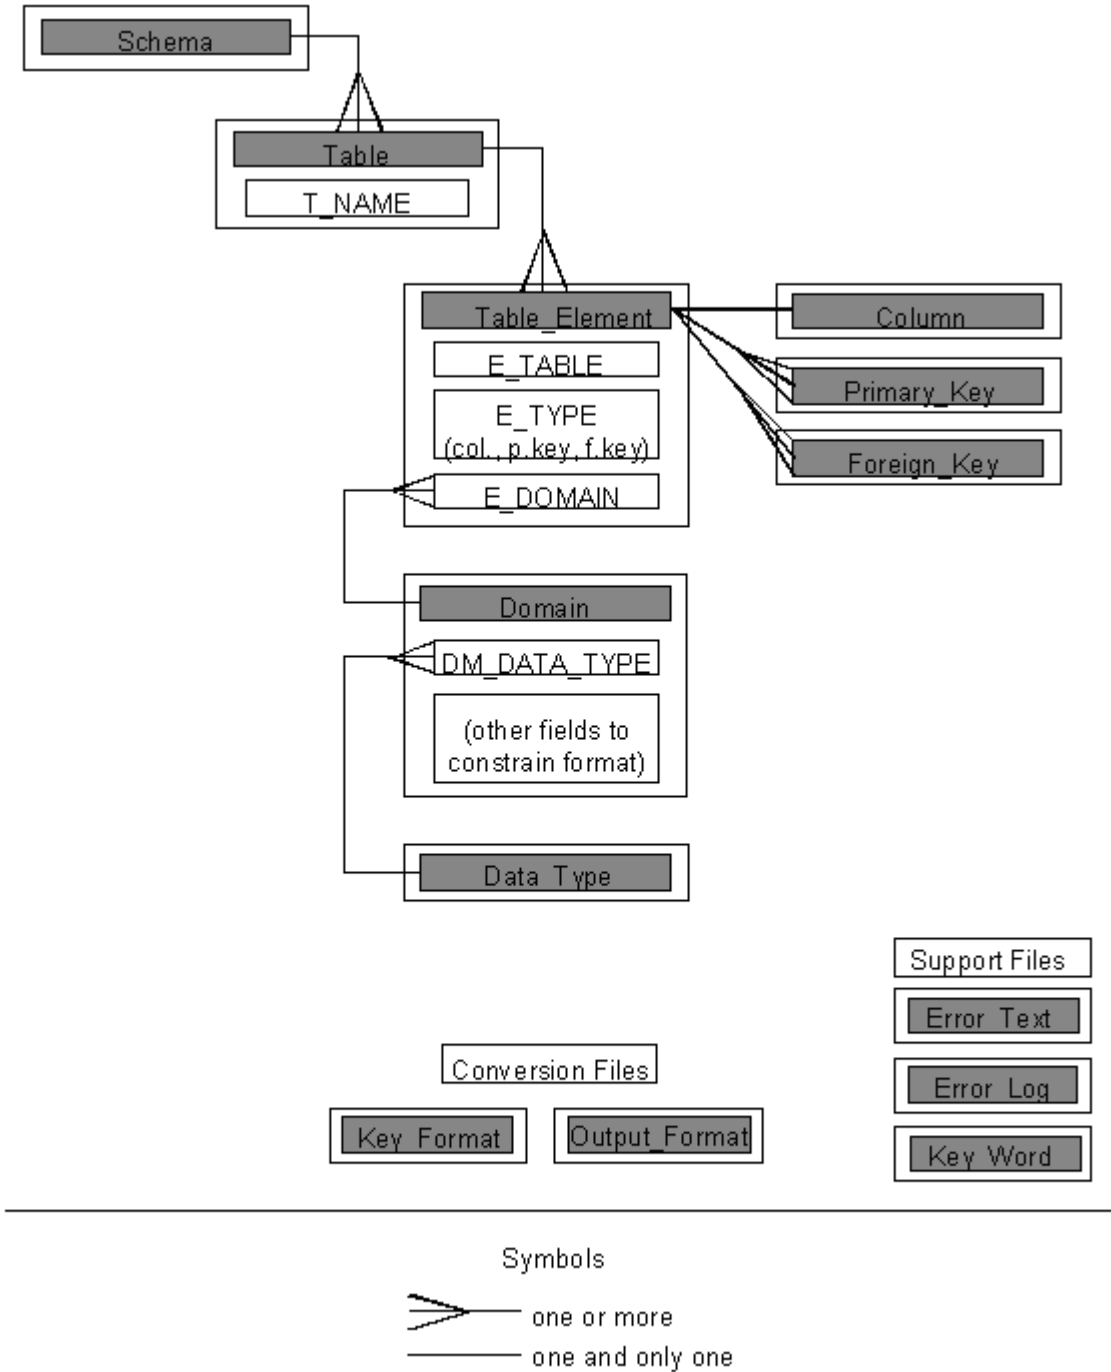 Schema
Table
T_NAME
Table_Element
E_TABLE
E_TYPE
(col., p.key,f.key)
E_DOMAIN
Column
Primary_Key
Foreign_Key
Domain
DM_DATA_TYPE
(other fields to
constrain format)
Data_Type
Support Files
Error_Text
Error_Log
Key_Word
Conversion Files
Key_Format
Output_Format
Symbols
one or more
one and only one